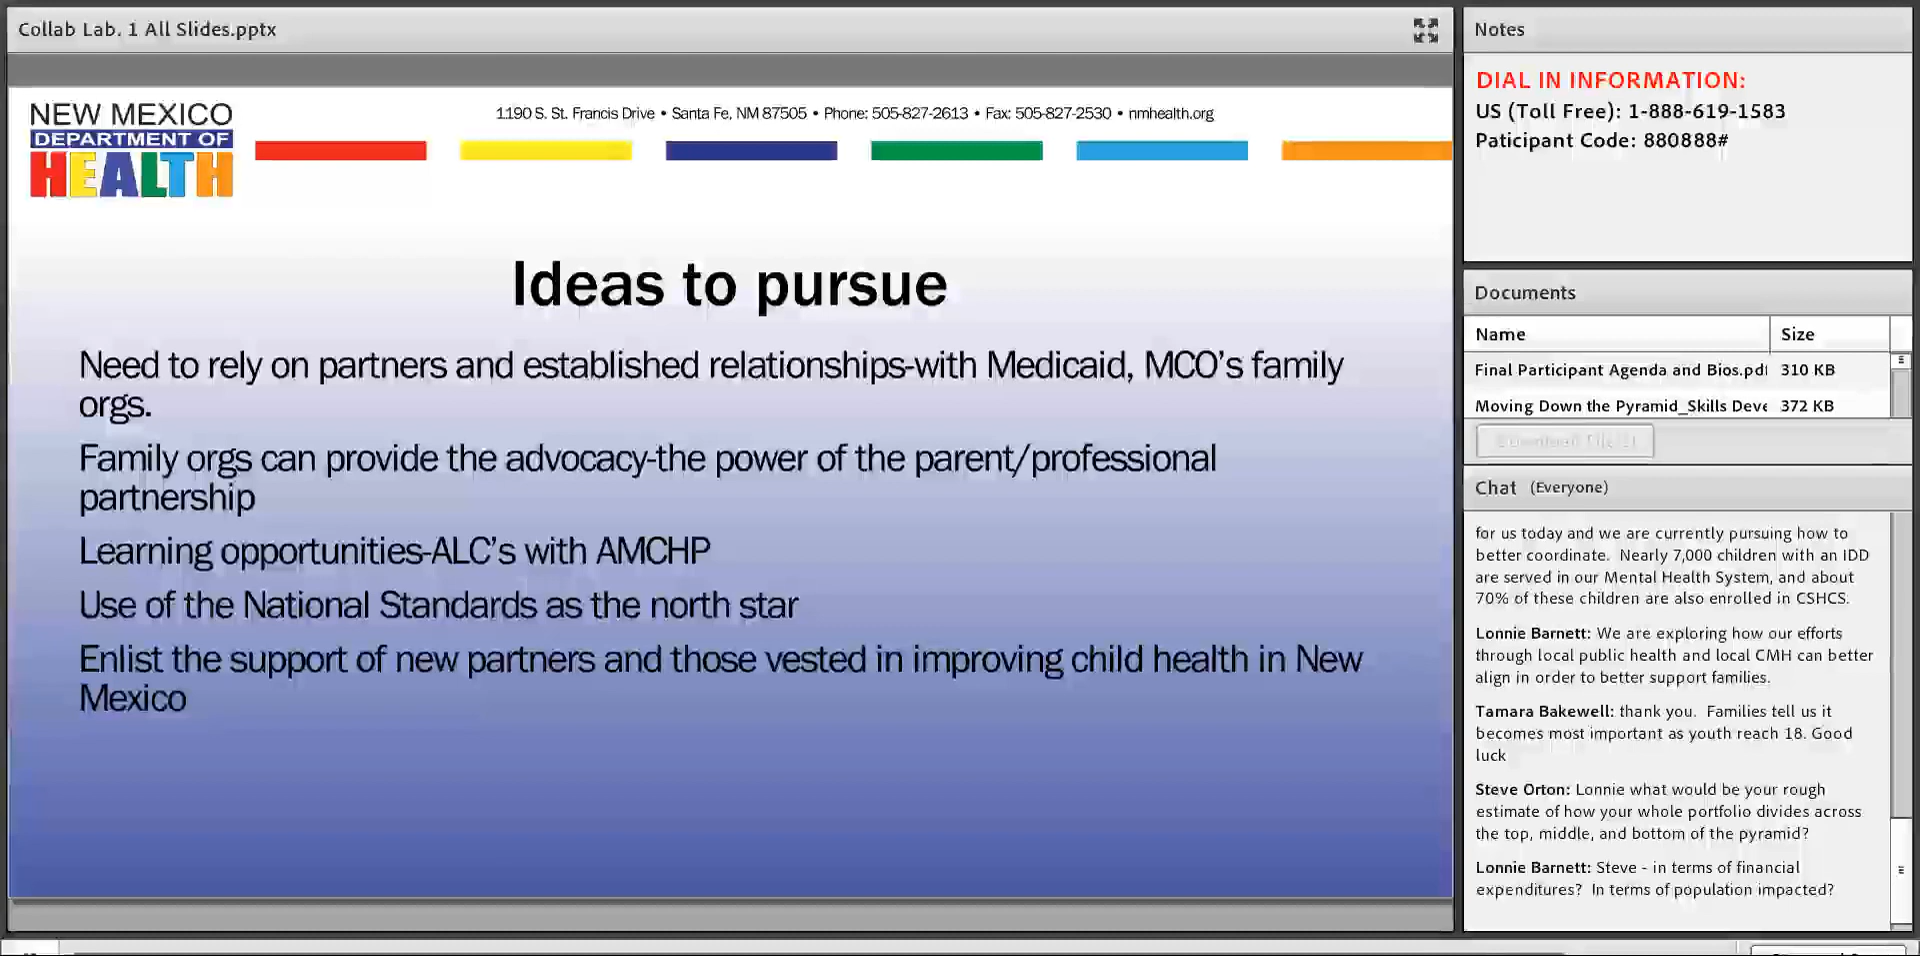 Collab Lab. 1 All Slides.pptx
NEW MEXICO
DEPARTMENT OF
HEALTH
1190 S. St. Francis Drive • Santa Fe, NM 87505 • Phone: 505-827-2613 • Fax: 505-827-2530 • nmhealth.org
Ideas to pursue
Need to rely on partners and established relationships-with Medicaid, MCO's family
orgs.
Family orgs can provide the advocacy-the power of the parent/professional
partnership
Learning opportunities-ALC's with AMCHP
Use of the National Standards as the north star
Enlist the support of new partners and those vested in improving child health in New
Mexico
Notes
DIAL IN INFORMATION:
US (Toll Free): 1-888-619-1583
Paticipant Code: 880888#
Documents
Name Size
Final Participant Agenda and Bios.pdf 310 KB
Moving Down the Pyramid_Skills Deve 372 KB
Download File(s)
Chat (Everyone)
for us today and we are currently pursuing how to
better coordinate. Nearly 7,000 children with an IDD
are served in our Mental Health System, and about
70% of these children are also enrolled in CSHCS.
Lonnie Barnett: We are exploring how our efforts
through local public health and local CMH can better
align in order to better support families.
Tamara Bakewell: thank you. Families tell us it
becomes most important as youth reach 18. Good
luck
Steve Orton: Lonnie what would be your rough
estimate of how your whole portfolio divides across
the top, middle, and bottom of the pyramid?
Lonnie Barnett: Steve - in terms of financial
expenditures? In terms of population impacted?